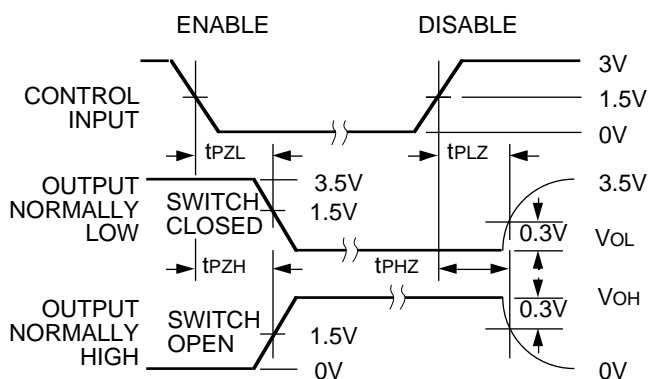 ENABLE DISABLE
3V
CONTROL INPUT
1.5V
0V
tPZL tPLZ
OUTPUT NORMALLY LOW
SWITCH CLOSED
3.5V
1.5V
3.5V
0.3V VOL
tPZH tPHZ
OUTPUT NORMALLY HIGH
SWITCH OPEN
0.3V VOH
1.5V
0V
0V